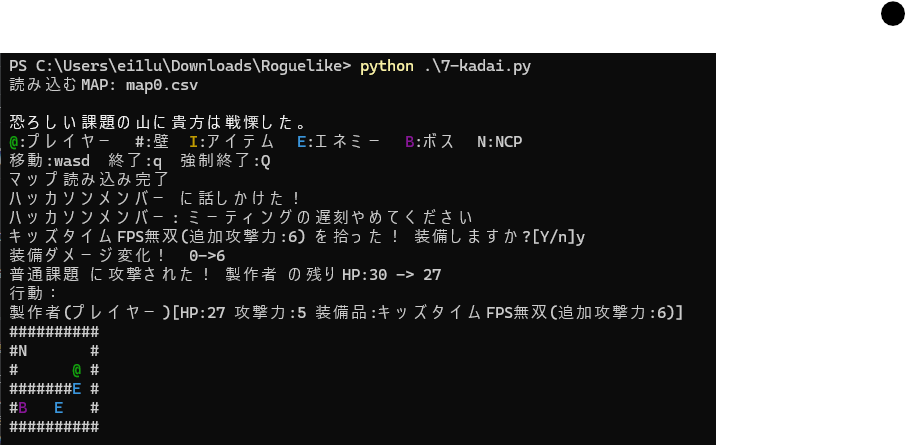 PS C:\Users\ei1lu\Downloads\Roguelike> python .\7-kadai.py
読み込むMAP: map0.csv
恐ろしい課題の山に貴方は戦慄した。
@:プレイヤー  #:壁  I:アイテム  E:エネミー  B:ボス  N:NCP
移動:wasd  終了:q  強制終了:Q
マップ読み込み完了
ハッカソンメンバー に話しかけた！
ハッカソンメンバー：ミーティングの遅刻やめてください
キッズタイムFPS無双(追加攻撃力:6) を拾った！ 装備しますか?[Y/n]y
装備ダメージ変化！  0->6
普通課題 に攻撃された！ 製作者 の残りHP:30 -> 27
行動：
製作者(プレイヤー)[HP:27 攻撃力:5 装備品:キッズタイムFPS無双(追加攻撃力:6)]
##########
#N       #
#      @ #
#######E #
#B   E   #
##########